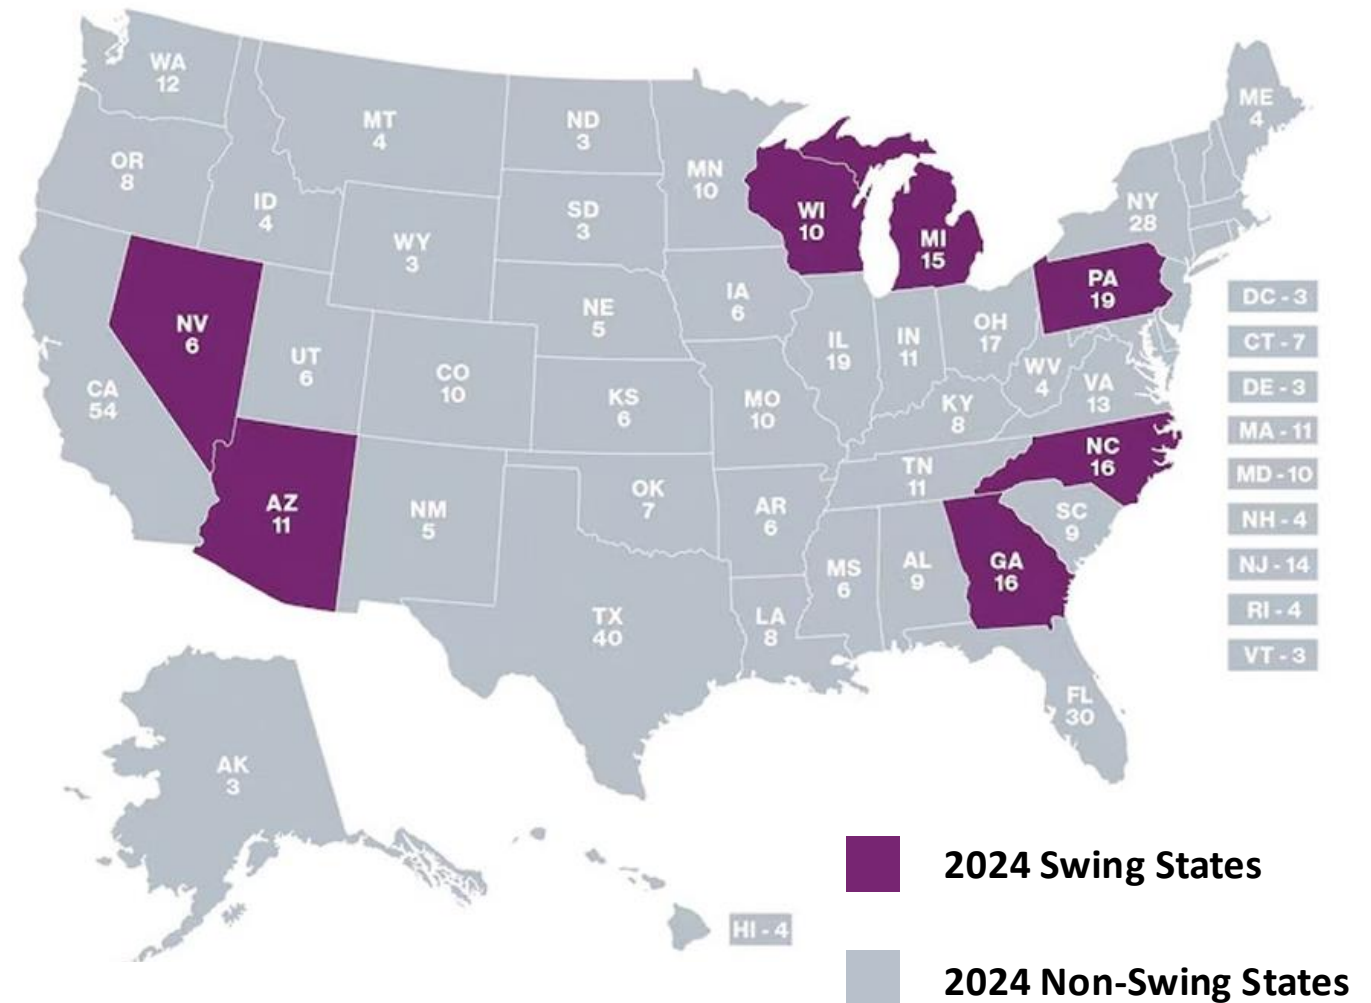 WA
12
OR
8
CA
54
NV
6
ID
4
MT
4
WY
3
UT
6
AZ
11
CO
10
NM
5
ND
3
SD
3
NE
5
KS
6
OK
7
TX
40
MN
10
IA
6
MO
10
AR
6
LA
8
WI
10
IL
19
MI
15
IN
11
OH
17
KY
8
TN
11
MS
6
AL
9
GA
16
FL
30
SC
9
NC
16
VA
13
WV
4
PA
19
NY
28
ME
4
DC - 3
CT - 7
DE - 3
MA - 11
MD - 10
NH - 4
NJ - 14
RI - 4
VT - 3
AK
3
HI - 4
2024 Swing States
2024 Non-Swing States